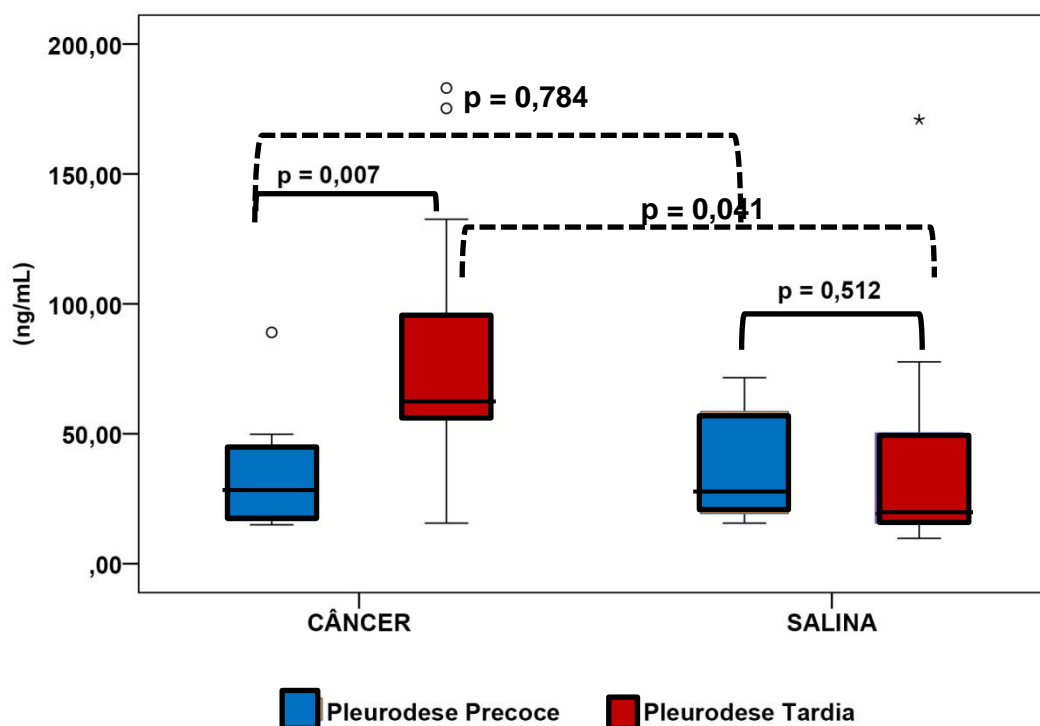 200,00
p = 0,784
150,00
p = 0,007
p = 0,041
(ng/mL)
100,00
p = 0,512
50,00
,00
CÂNCER SALINA
Pleurodese Precoce Pleurodese Tardia